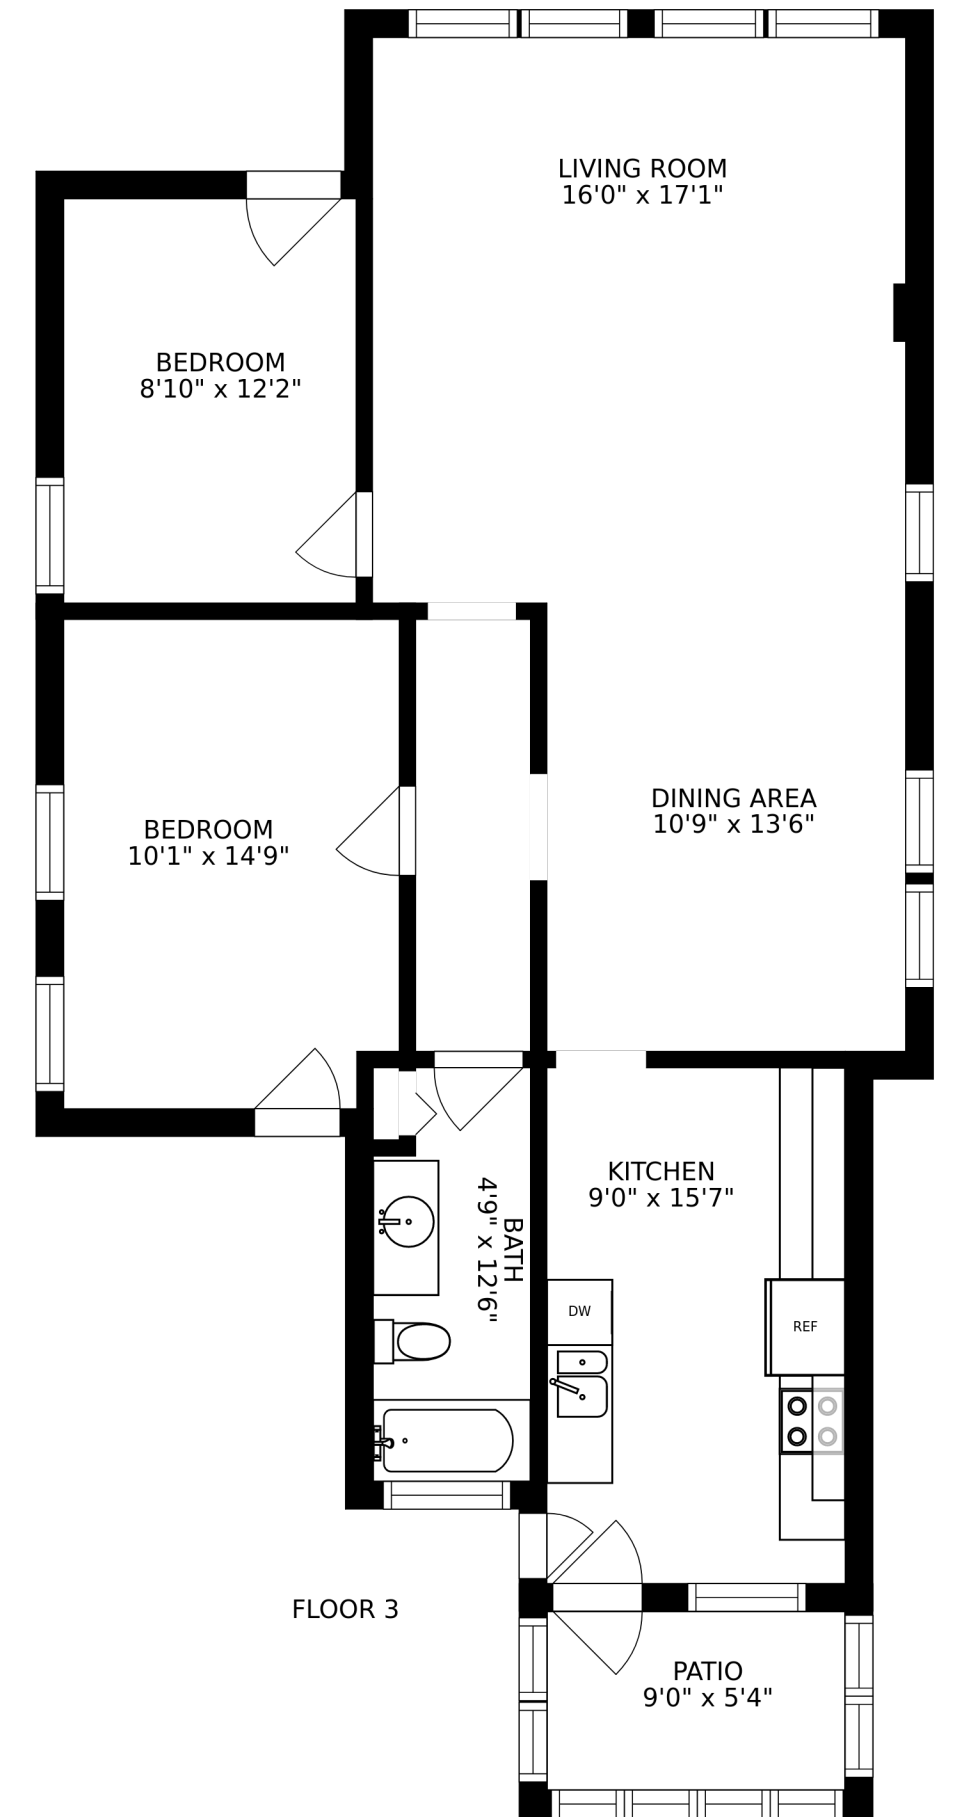 LIVING ROOM
16'0" x 17'1"
BEDROOM
8'10" x 12'2"
DINING AREA
10'9" x 13'6"
BEDROOM
10'1" x 14'9"
KITCHEN
9'0" x 15'7"
BATH
4'9" x 12'6"
DW
REF
FLOOR 3
PATIO
9'0" x 5'4"